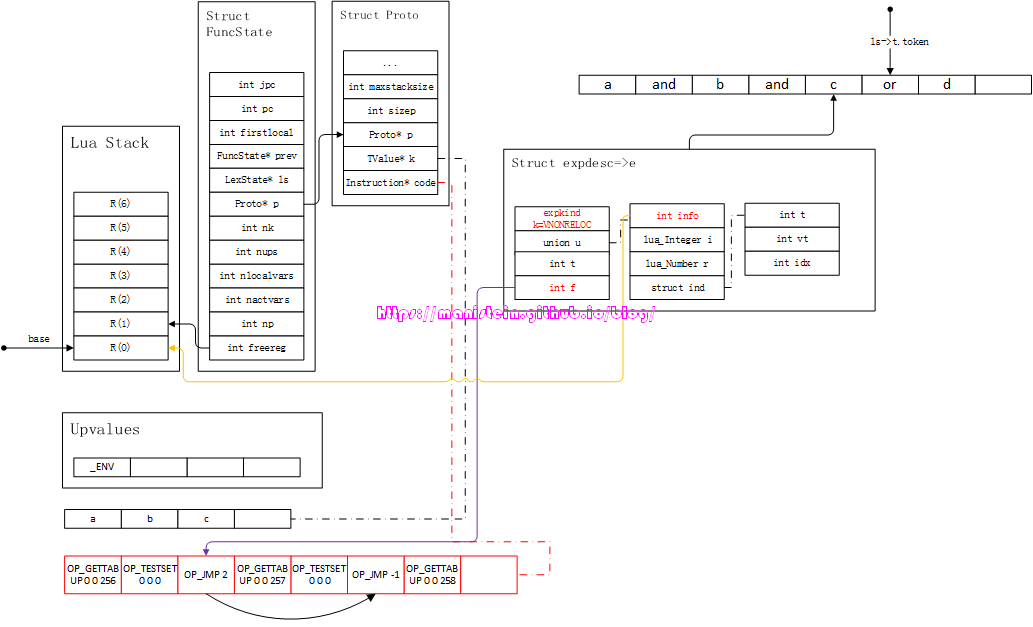 Struct
FuncState
int jpc
int pc
int firstlocal
FuncState* prev
LexState* ls
Proto* p
int nk
int nups
int nlocalvars
int nactvars
int np
int freereg
Struct Proto
...
int maxstacksize
int sizep
Proto* p
TValue* k
Instruction* code
ls->t.token
a and b and c or d
Lua Stack
R(6)
R(5)
R(4)
R(3)
R(2)
R(1)
R(0)
base
Struct expdesc=>e
expkind
k=VNONRELOC
union u
int t
int f
int info
lua_Integer i
lua_Number r
struct ind
int t
int vt
int idx
https://manistein.github.io/blog/
Upvalues
_ENV
a b c
OP_GETTAB
UP 0 0 256
OP_TESTSET
0 0 0
OP_JMP 2
OP_GETTAB
UP 0 0 257
OP_TESTSET
0 0 0
OP_JMP -1
OP_GETTAB
UP 0 0 258